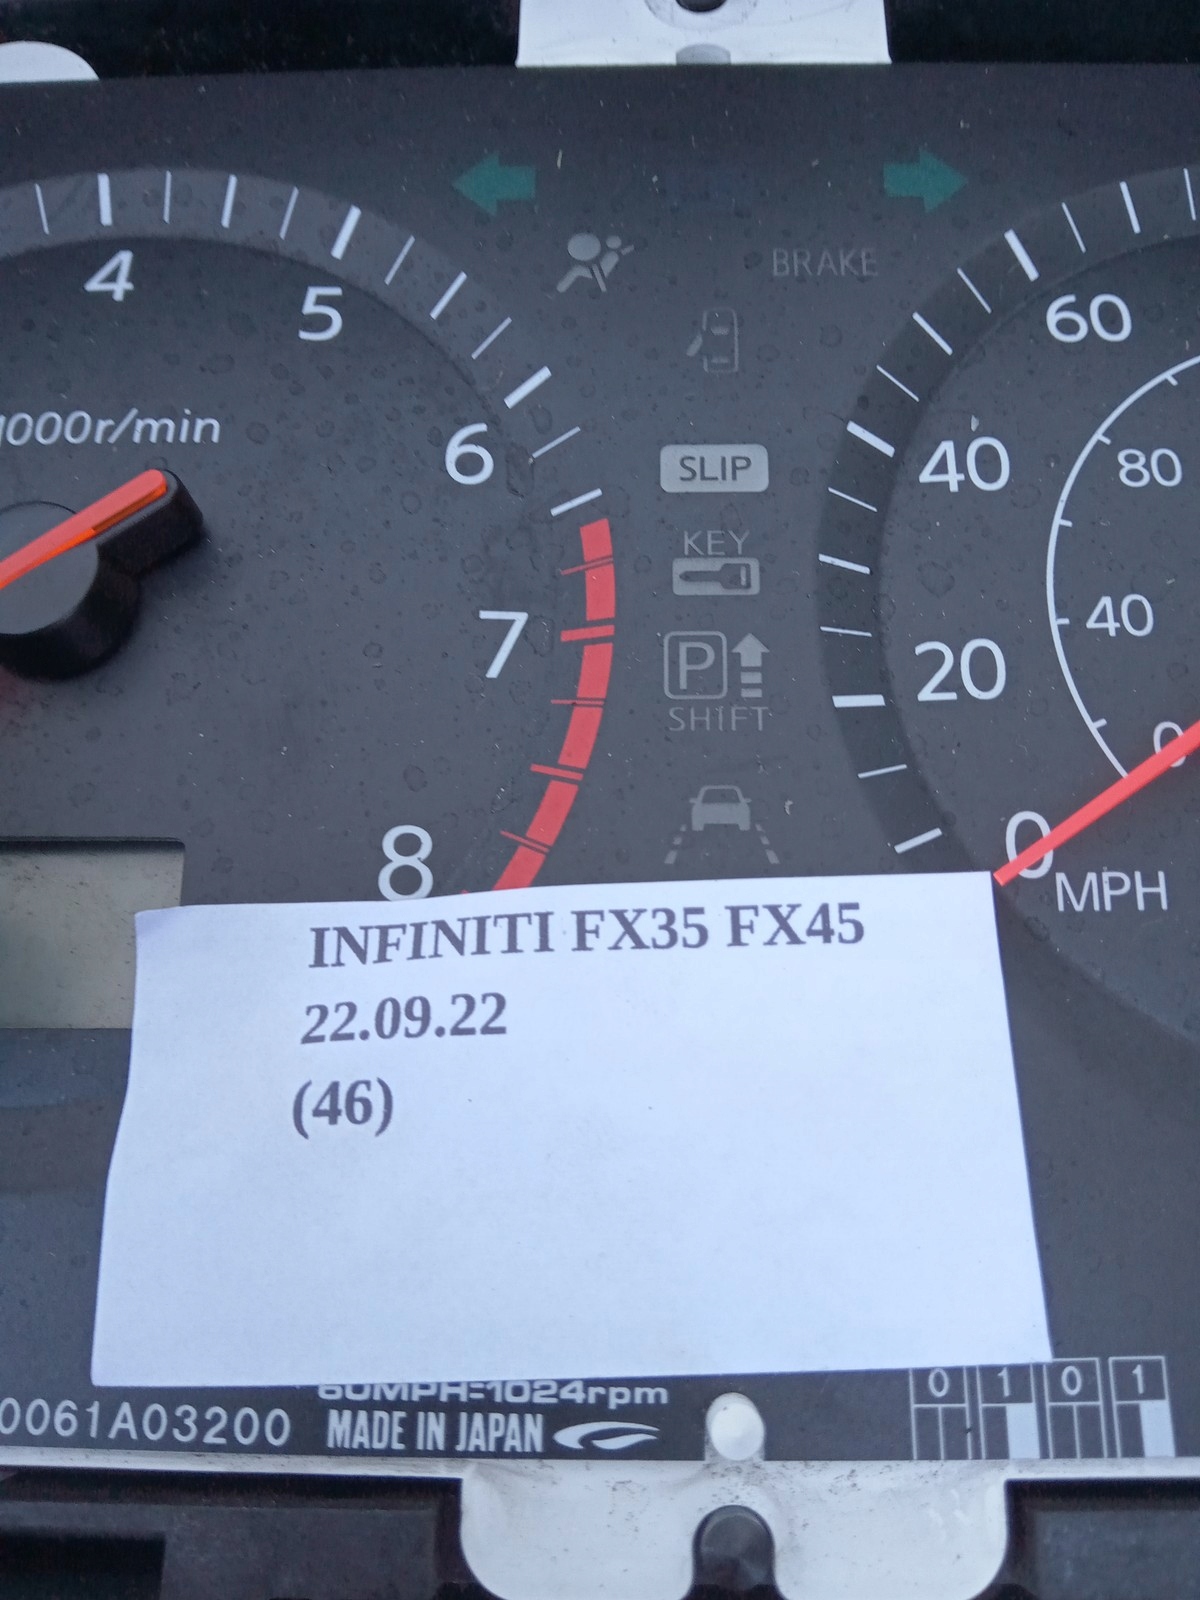 4
5
6
7
8
1000r/min
BRAKE
SLIP
KEY
P
SHIFT
60
40
20
0
MPH
80
40
0
INFINITI FX35 FX45
22.09.22
(46)
60MPH=1024rpm
0061A03200
MADE IN JAPAN
0 1 0 1